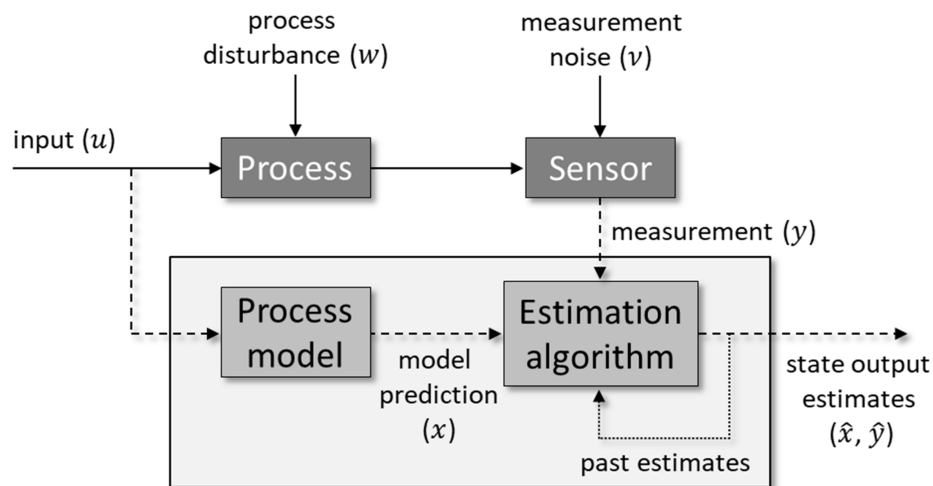 process
disturbance (w)
measurement
noise (v)
input (u)
Process
Sensor
measurement (y)
Process
model
Estimation
algorithm
model
prediction
(x)
state output
estimates
(x̂, ŷ)
past estimates